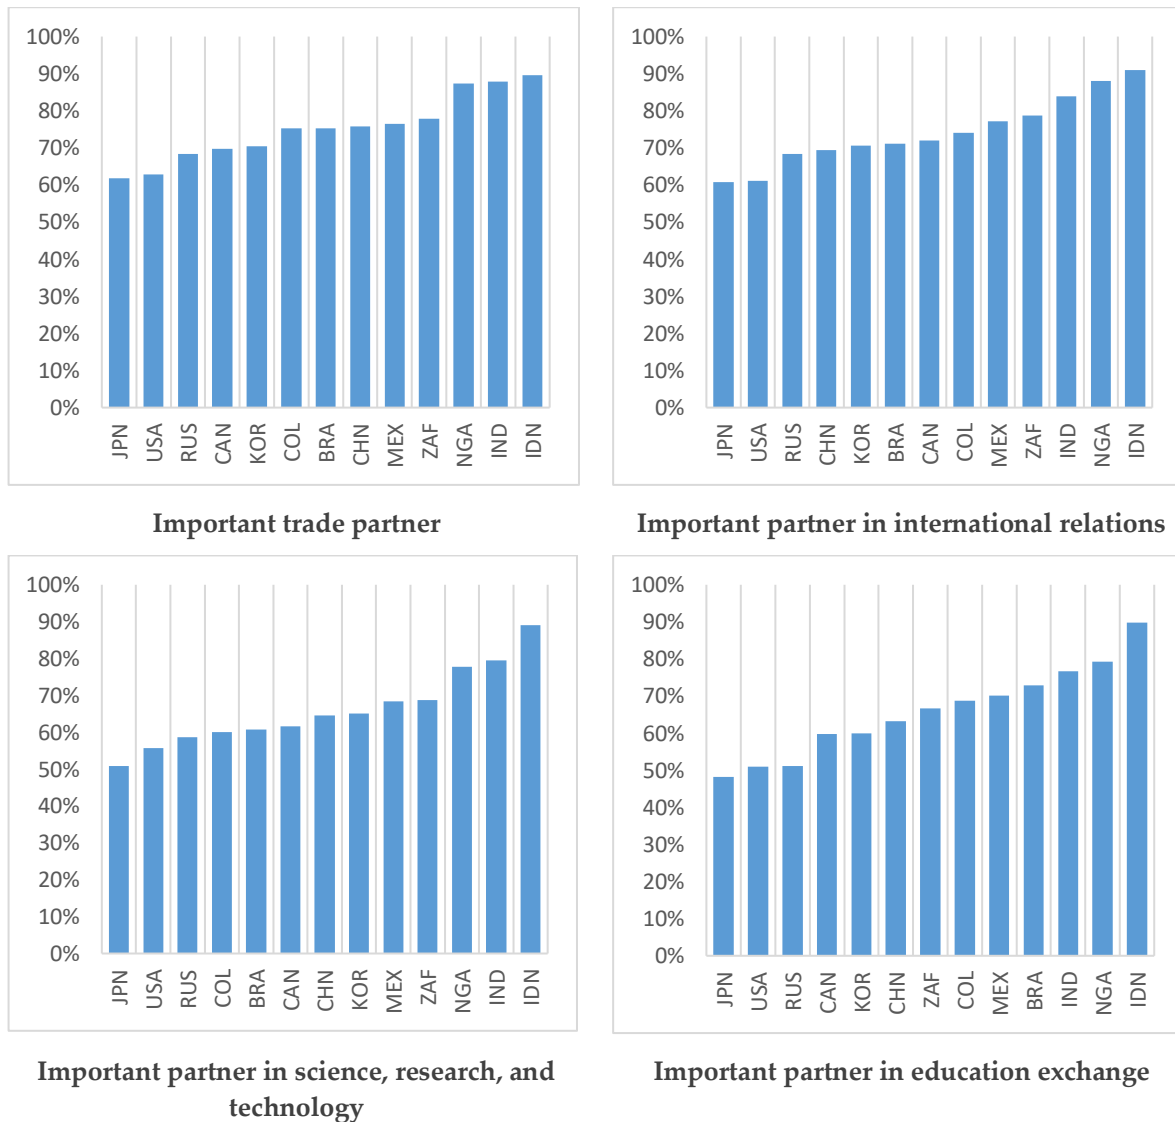 100%
90%
80%
70%
60%
50%
40%
30%
20%
10%
0%
JPN
USA
RUS
CAN
KOR
COL
BRA
CHN
MEX
ZAF
NGA
IND
IDN
Important trade partner
100%
90%
80%
70%
60%
50%
40%
30%
20%
10%
0%
JPN
USA
RUS
CHN
KOR
BRA
CAN
COL
MEX
ZAF
IND
NGA
IDN
Important partner in international relations
100%
90%
80%
70%
60%
50%
40%
30%
20%
10%
0%
JPN
USA
RUS
COL
BRA
CAN
CHN
KOR
MEX
ZAF
NGA
IND
IDN
Important partner in science, research, and
technology
100%
90%
80%
70%
60%
50%
40%
30%
20%
10%
0%
JPN
USA
RUS
CAN
KOR
CHN
ZAF
COL
MEX
BRA
IND
NGA
IDN
Important partner in education exchange